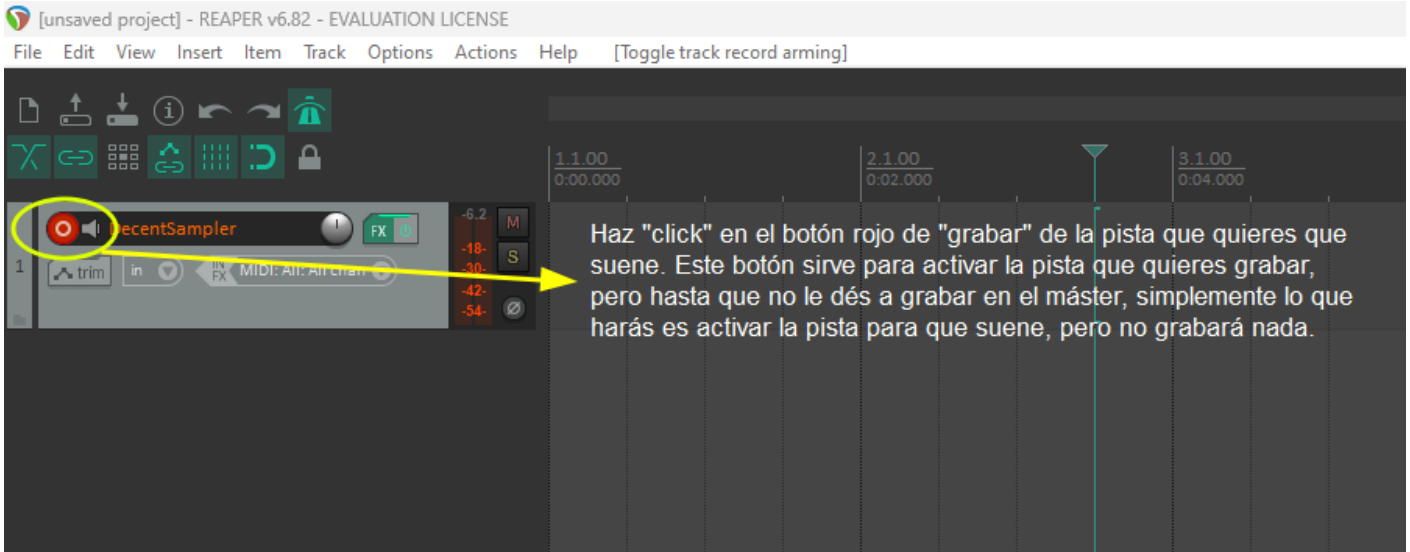 [unsaved project] - REAPER v6.82 - EVALUATION LICENSE
File Edit View Insert Item Track Options Actions Help [Toggle track record arming]
1.1.00 2.1.00 3.1.00
0:00.000 0:02.000 0:04.000
DecentSampler FX -6.2 M
-18- S
1 trim in IN FX MIDI: All: All chan -30-
-42-
-54-
Haz "click" en el botón rojo de "grabar" de la pista que quieres que
suene. Este botón sirve para activar la pista que quieres grabar,
pero hasta que no le dés a grabar en el máster, simplemente lo que
harás es activar la pista para que suene, pero no grabará nada.